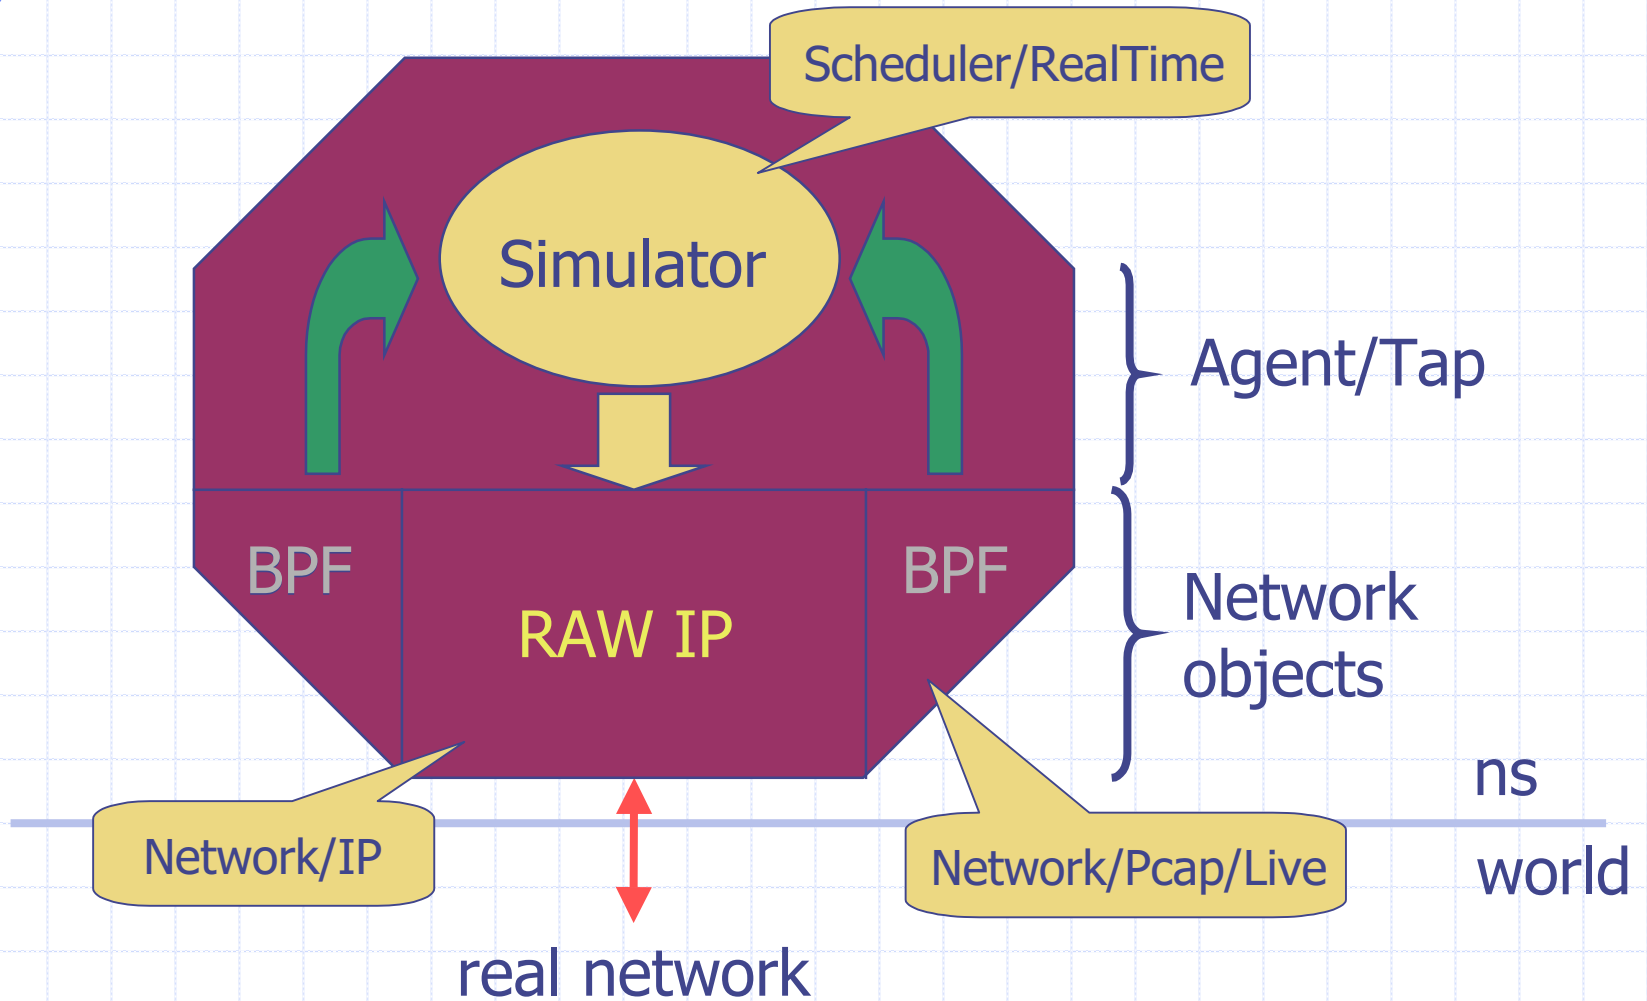 Scheduler/RealTime
Simulator
Agent/Tap
BPF
RAW IP
BPF
Network
objects
ns
Network/IP
Network/Pcap/Live
world
real network